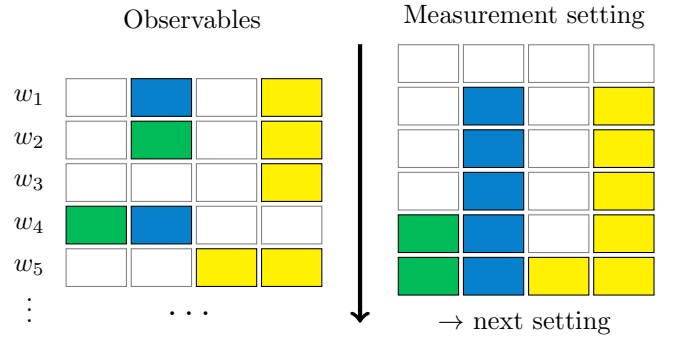 Observables
Measurement setting
w₁
w₂
w₃
w₄
w₅
⋮
⋯
→ next setting